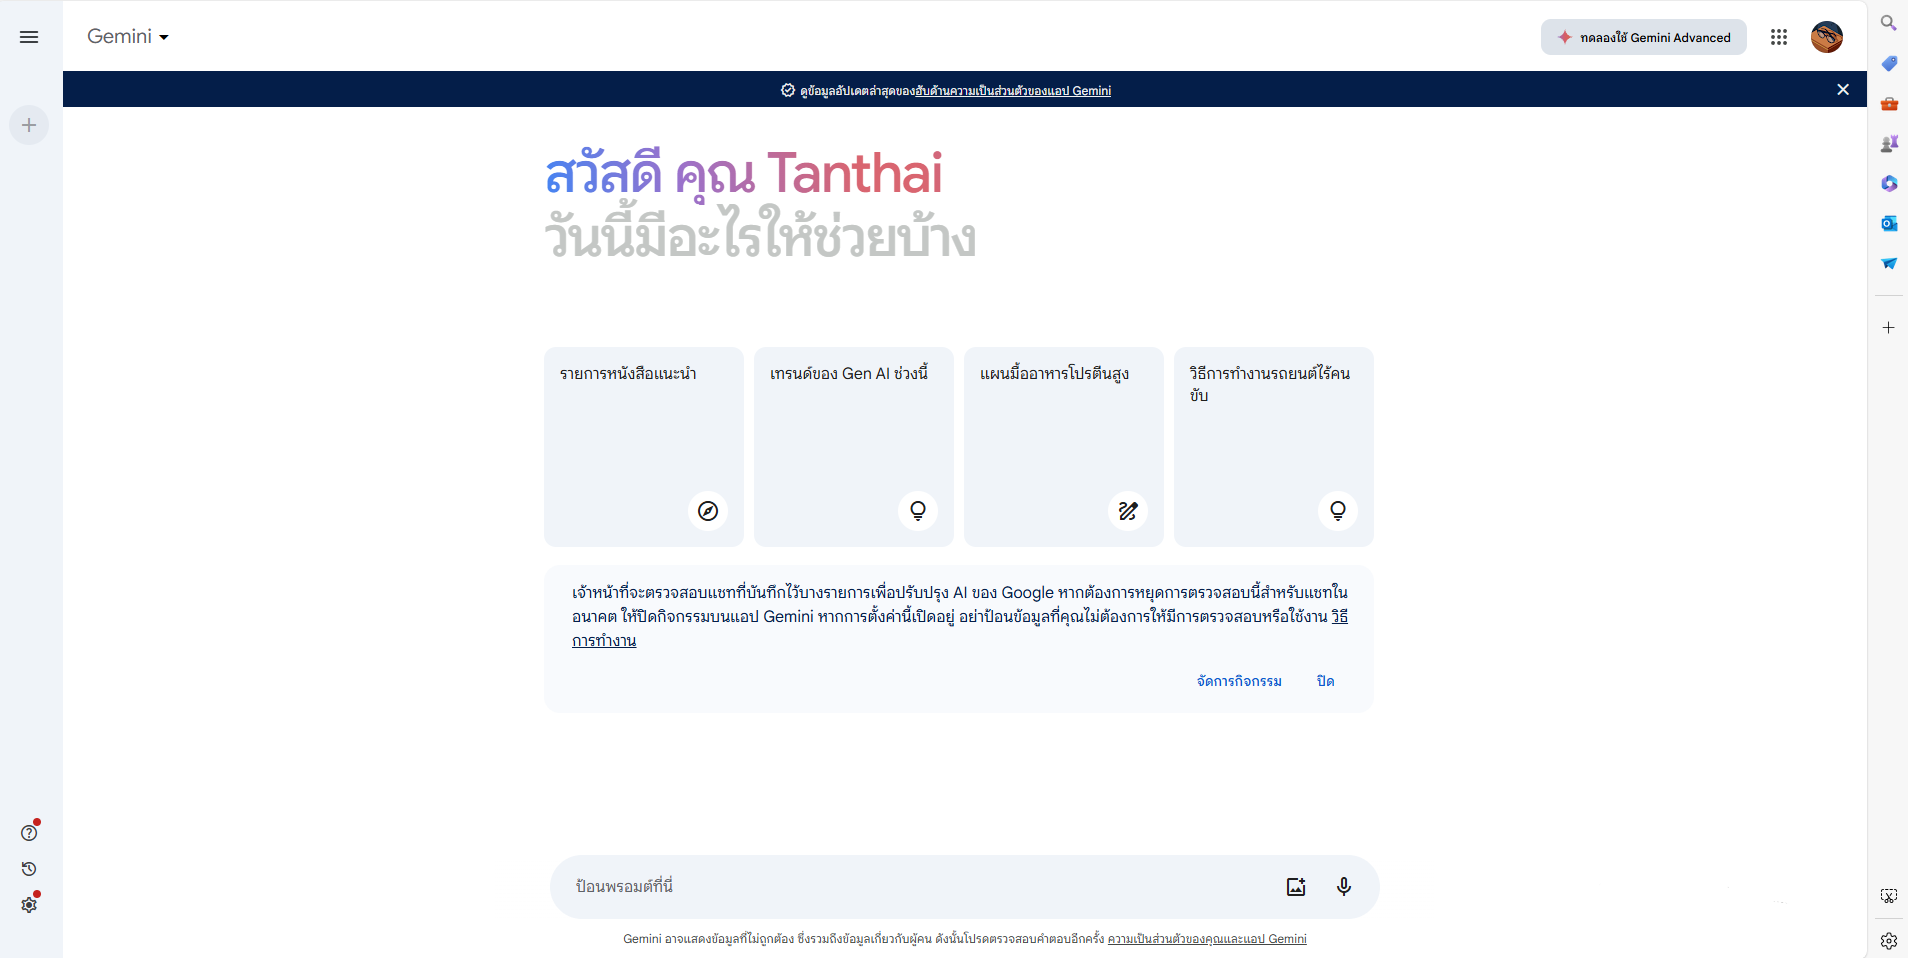 Gemini
ทดลองใช้ Gemini Advanced
ดูข้อมูลอัปเดตล่าสุดของฮับด้านความเป็นส่วนตัวของแอป Gemini
สวัสดี คุณ Tanthai
วันนี้มีอะไรให้ช่วยบ้าง
รายการหนังสือแนะนำ
เทรนด์ของ Gen AI ช่วงนี้
แผนมื้ออาหารโปรตีนสูง
วิธีการทำงานรถยนต์ไร้คน
ขับ
เจ้าหน้าที่จะตรวจสอบแชทที่บันทึกไว้บางรายการเพื่อปรับปรุง AI ของ Google หากต้องการหยุดการตรวจสอบนี้สำหรับแชทใน
อนาคต ให้ปิดกิจกรรมบนแอป Gemini หากการตั้งค่านี้เปิดอยู่ อย่าป้อนข้อมูลที่คุณไม่ต้องการให้มีการตรวจสอบหรือใช้งาน วิธี
การทำงาน
จัดการกิจกรรม
ปิด
ป้อนพรอมต์ที่นี่
Gemini อาจแสดงข้อมูลที่ไม่ถูกต้อง ซึ่งรวมถึงข้อมูลเกี่ยวกับผู้คน ดังนั้นโปรดตรวจสอบคำตอบอีกครั้ง ความเป็นส่วนตัวของคุณและแอป Gemini